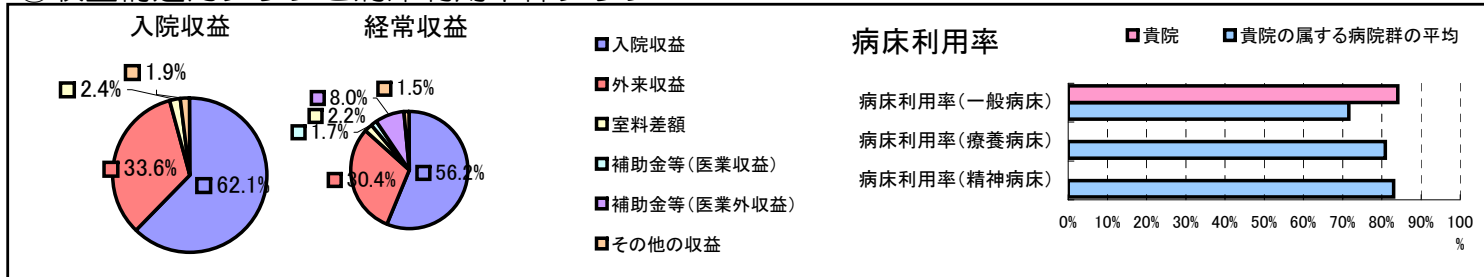 入院収益
1.9%
2.4%
33.6%
62.1%
経常収益
1.5%
8.0%
2.2%
1.7%
30.4%
56.2%
入院収益
外来収益
室料差額
補助金等(医業収益)
補助金等(医業外収益)
その他の収益
病床利用率
貴院 貴院の属する病院群の平均
病床利用率(一般病床)
病床利用率(療養病床)
病床利用率(精神病床)
0% 10% 20% 30% 40% 50% 60% 70% 80% 90% 100
%